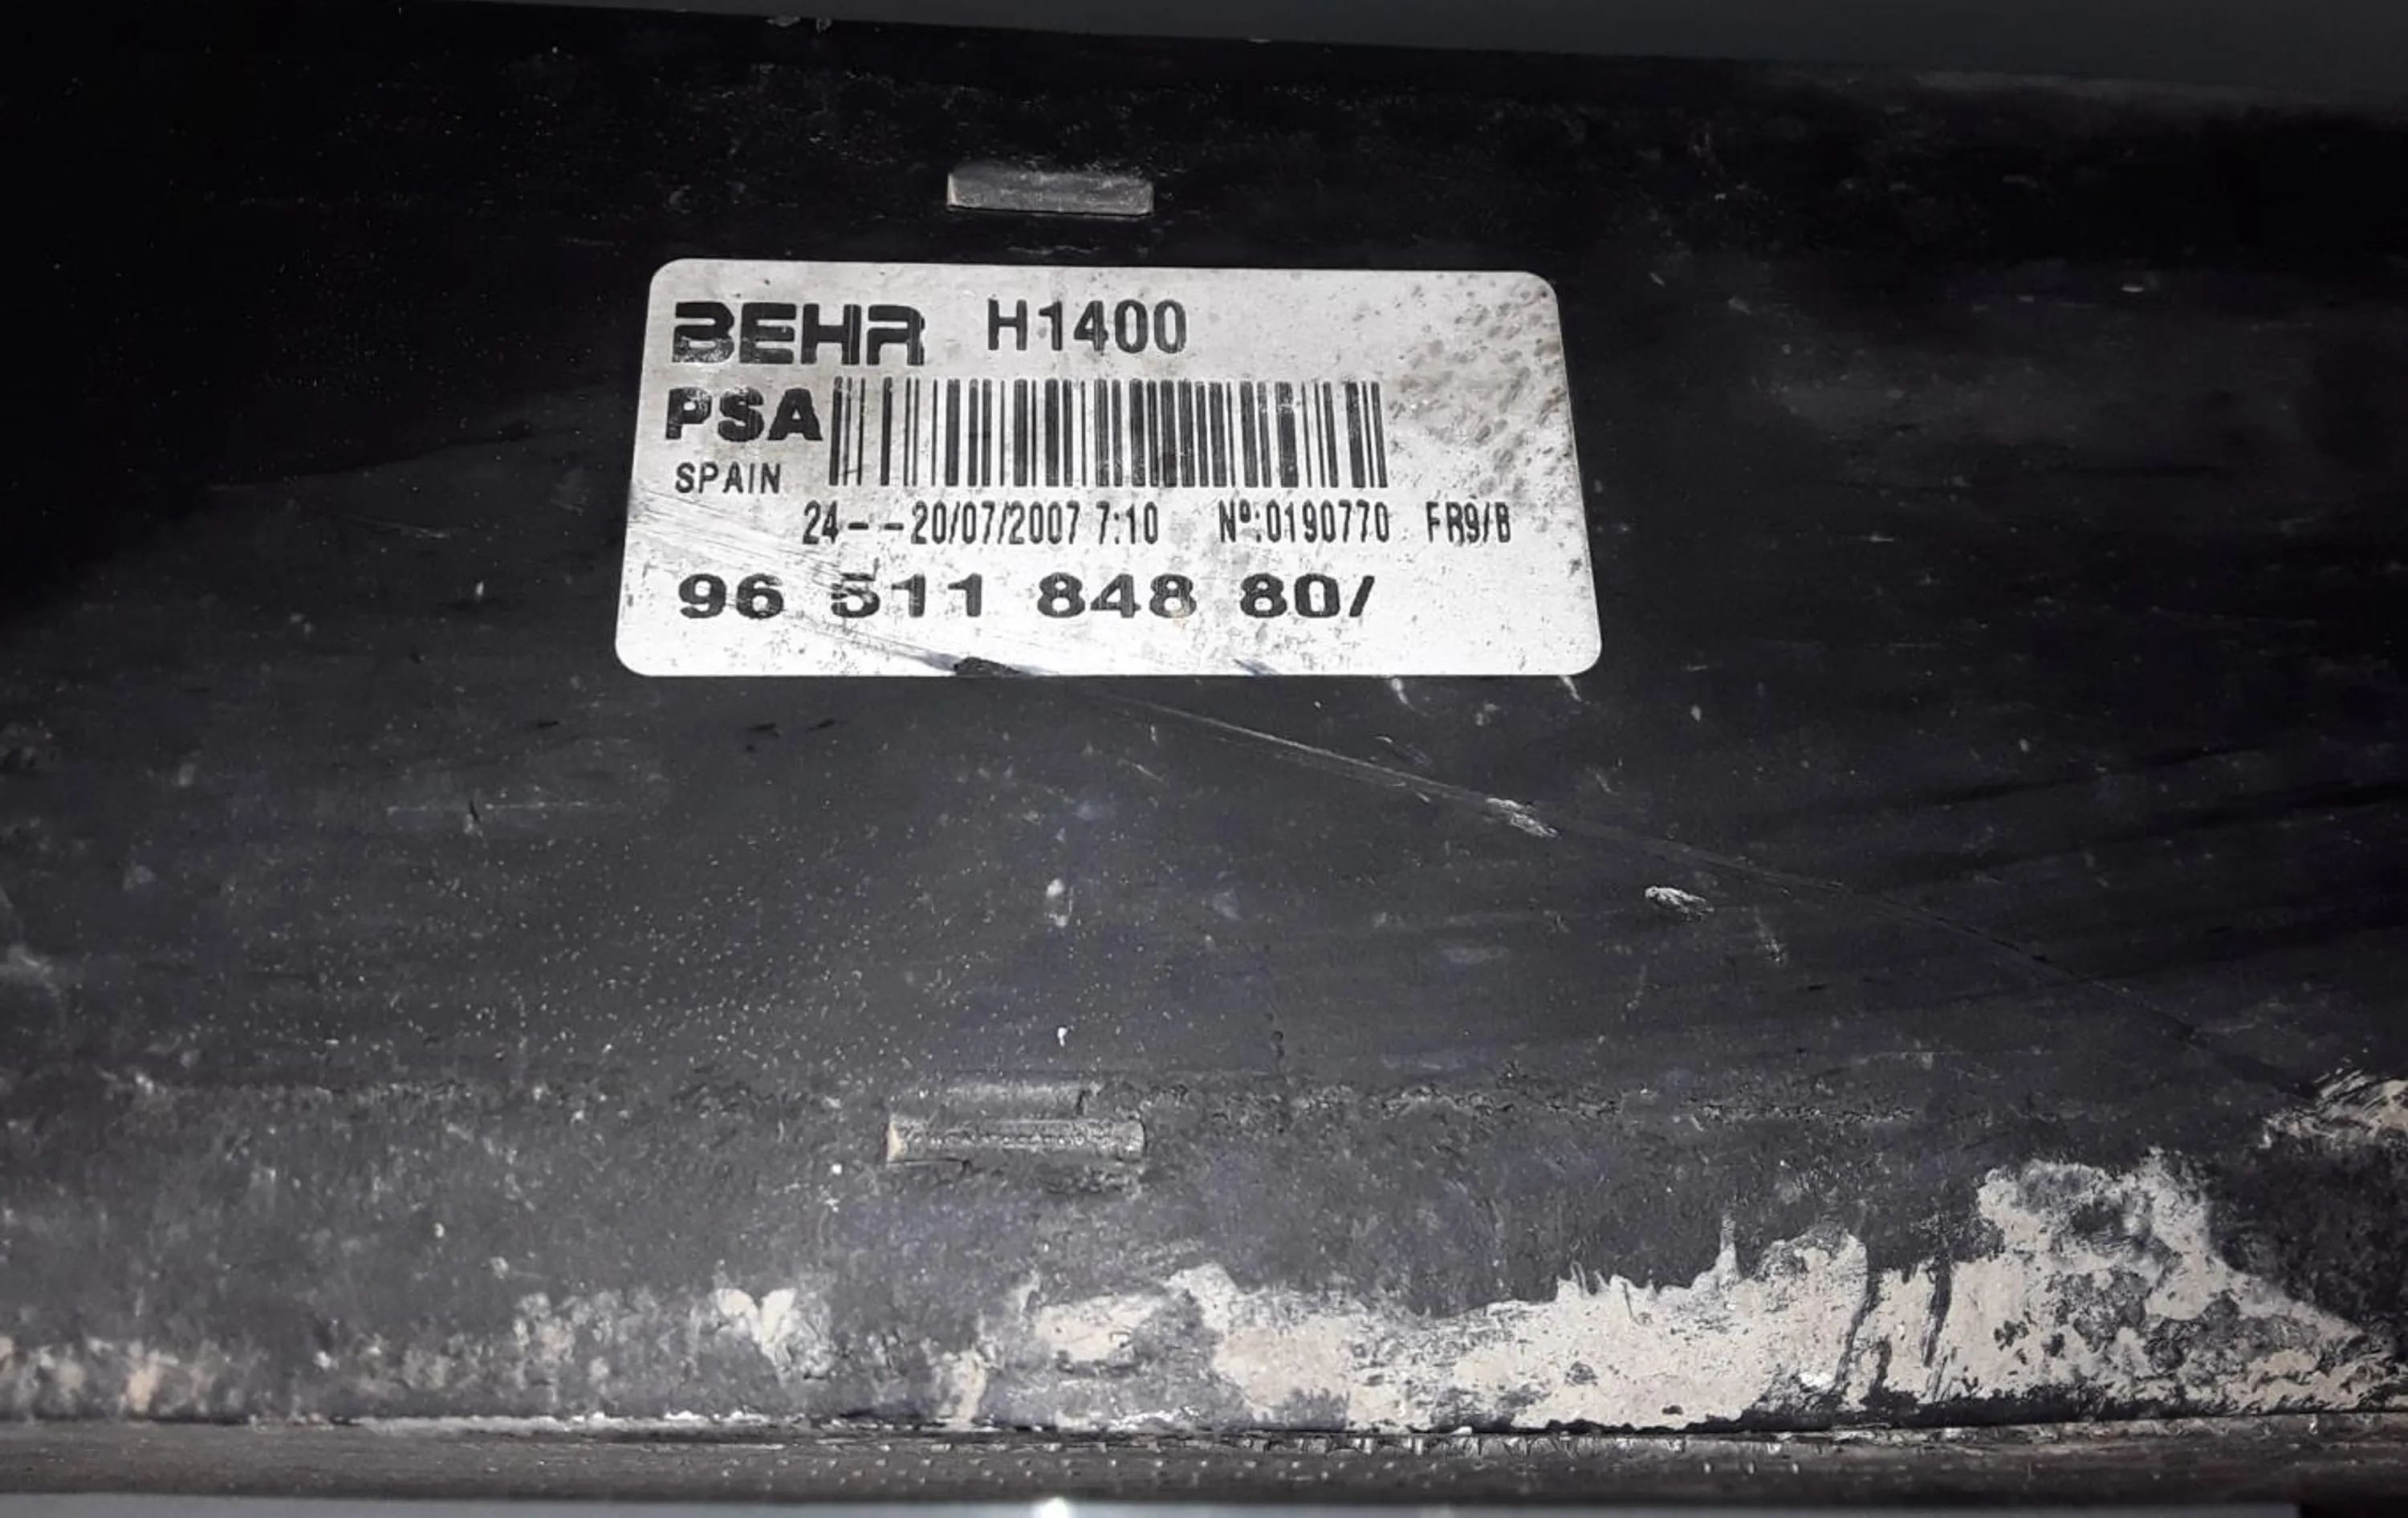 BEHR H1400
PSA
SPAIN
24- -20/07/2007 7:10 Nº:0190770 FR9/B
96 511 848 80/